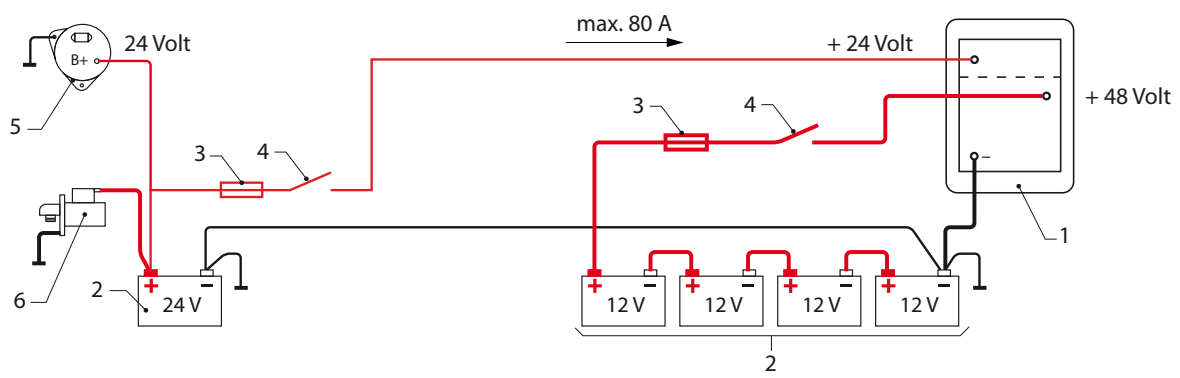 max. 80 A
24 Volt
+ 24 Volt
B+
+ 48 Volt
5
3
4
3
4
–
1
6
2
+ –
24 V
+ –
12 V
+ –
12 V
+ –
12 V
+ –
12 V
2